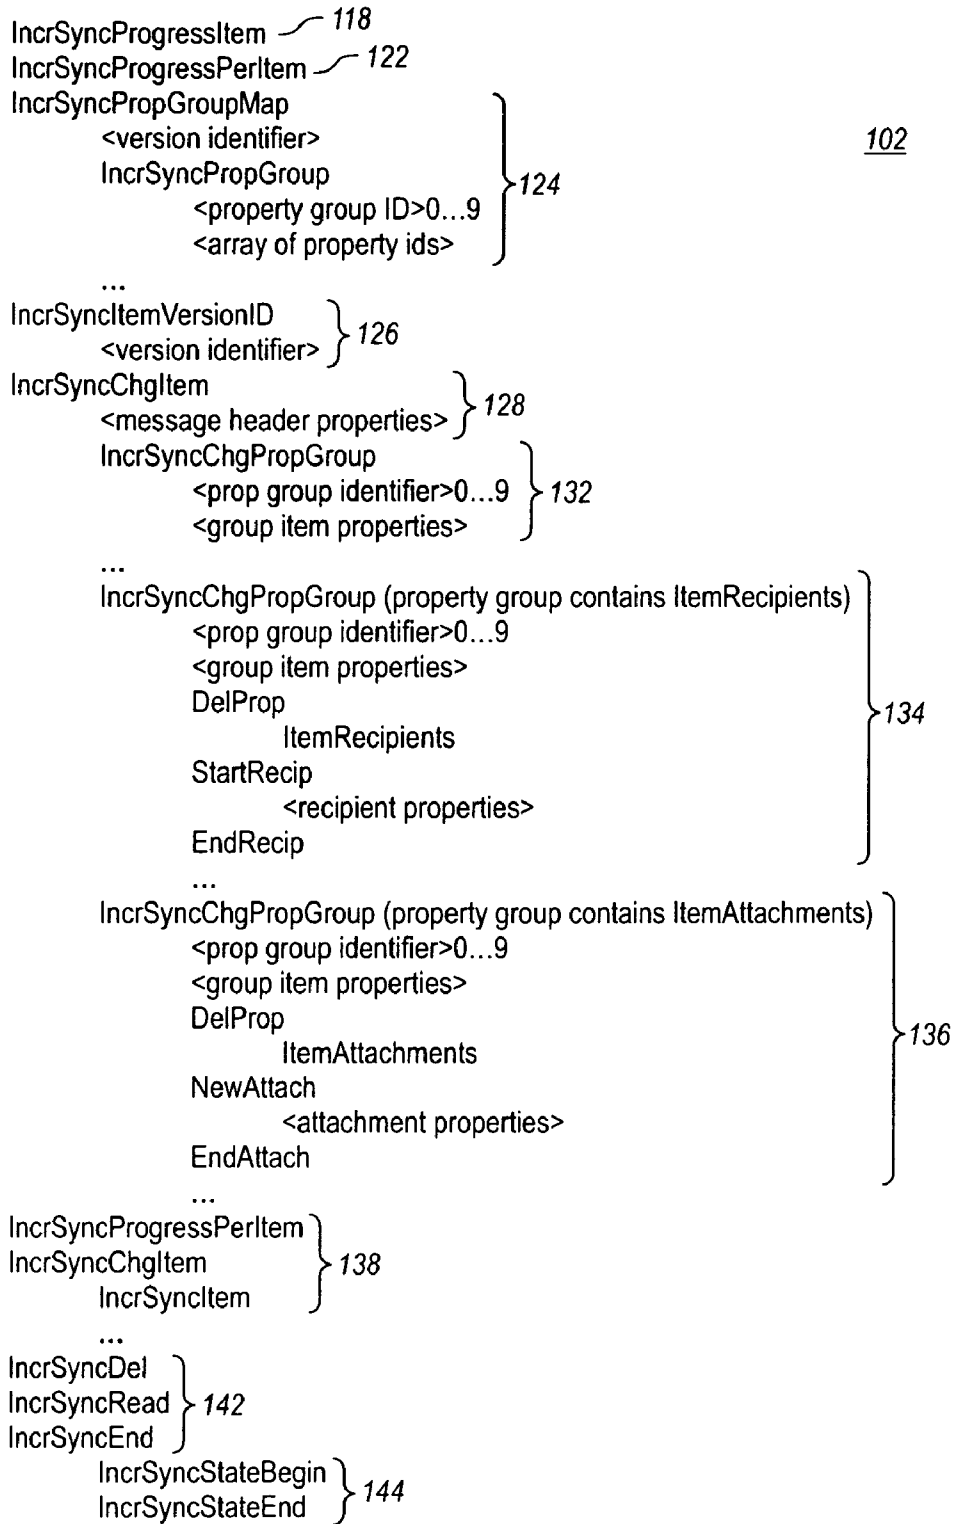 IncrSyncProgressItem 118
IncrSyncProgressPerItem 122
IncrSyncPropGroupMap
<version identifier>
102
IncrSyncPropGroup
124
<property group ID>0...9
<array of property ids>
...
IncrSyncItemVersionID
126
<version identifier>
IncrSyncChgItem
128
<message header properties>
IncrSyncChgPropGroup
<prop group identifier>0...9 132
<group item properties>
...
IncrSyncChgPropGroup (property group contains ItemRecipients)
<prop group identifier>0...9
<group item properties>
DelProp
134
ItemRecipients
StartRecip
<recipient properties>
EndRecip
...
IncrSyncChgPropGroup (property group contains ItemAttachments)
<prop group identifier>0...9
<group item properties>
DelProp
136
ItemAttachments
NewAttach
<attachment properties>
EndAttach
...
IncrSyncProgressPerItem
IncrSyncChgItem 138
IncrSyncItem
...
IncrSyncDel
IncrSyncRead 142
IncrSyncEnd
IncrSyncStateBegin
144
IncrSyncStateEnd